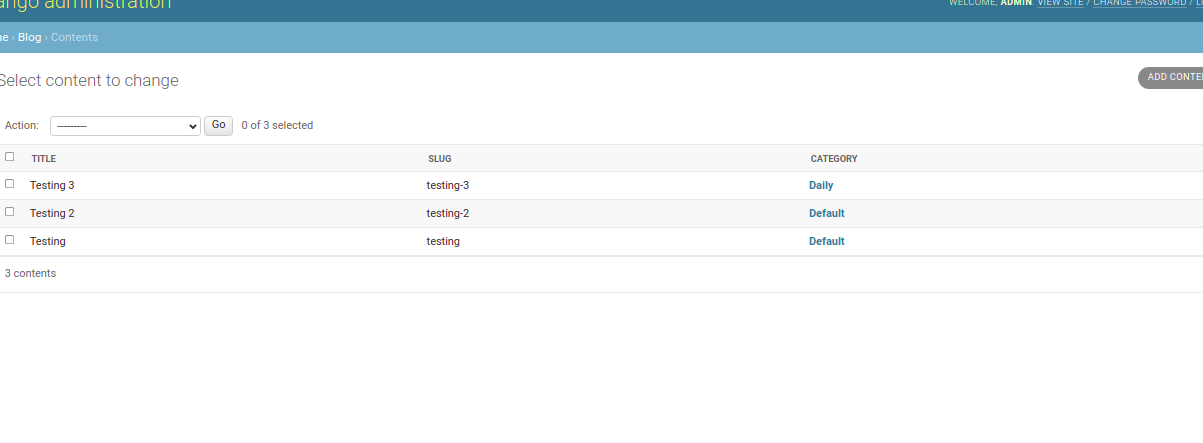 ango administration
WELCOME, ADMIN. VIEW SITE / CHANGE PASSWORD / LO
me › Blog › Contents
Select content to change
ADD CONTE
Action: --------- Go 0 of 3 selected
TITLE SLUG CATEGORY
Testing 3 testing-3 Daily
Testing 2 testing-2 Default
Testing testing Default
3 contents